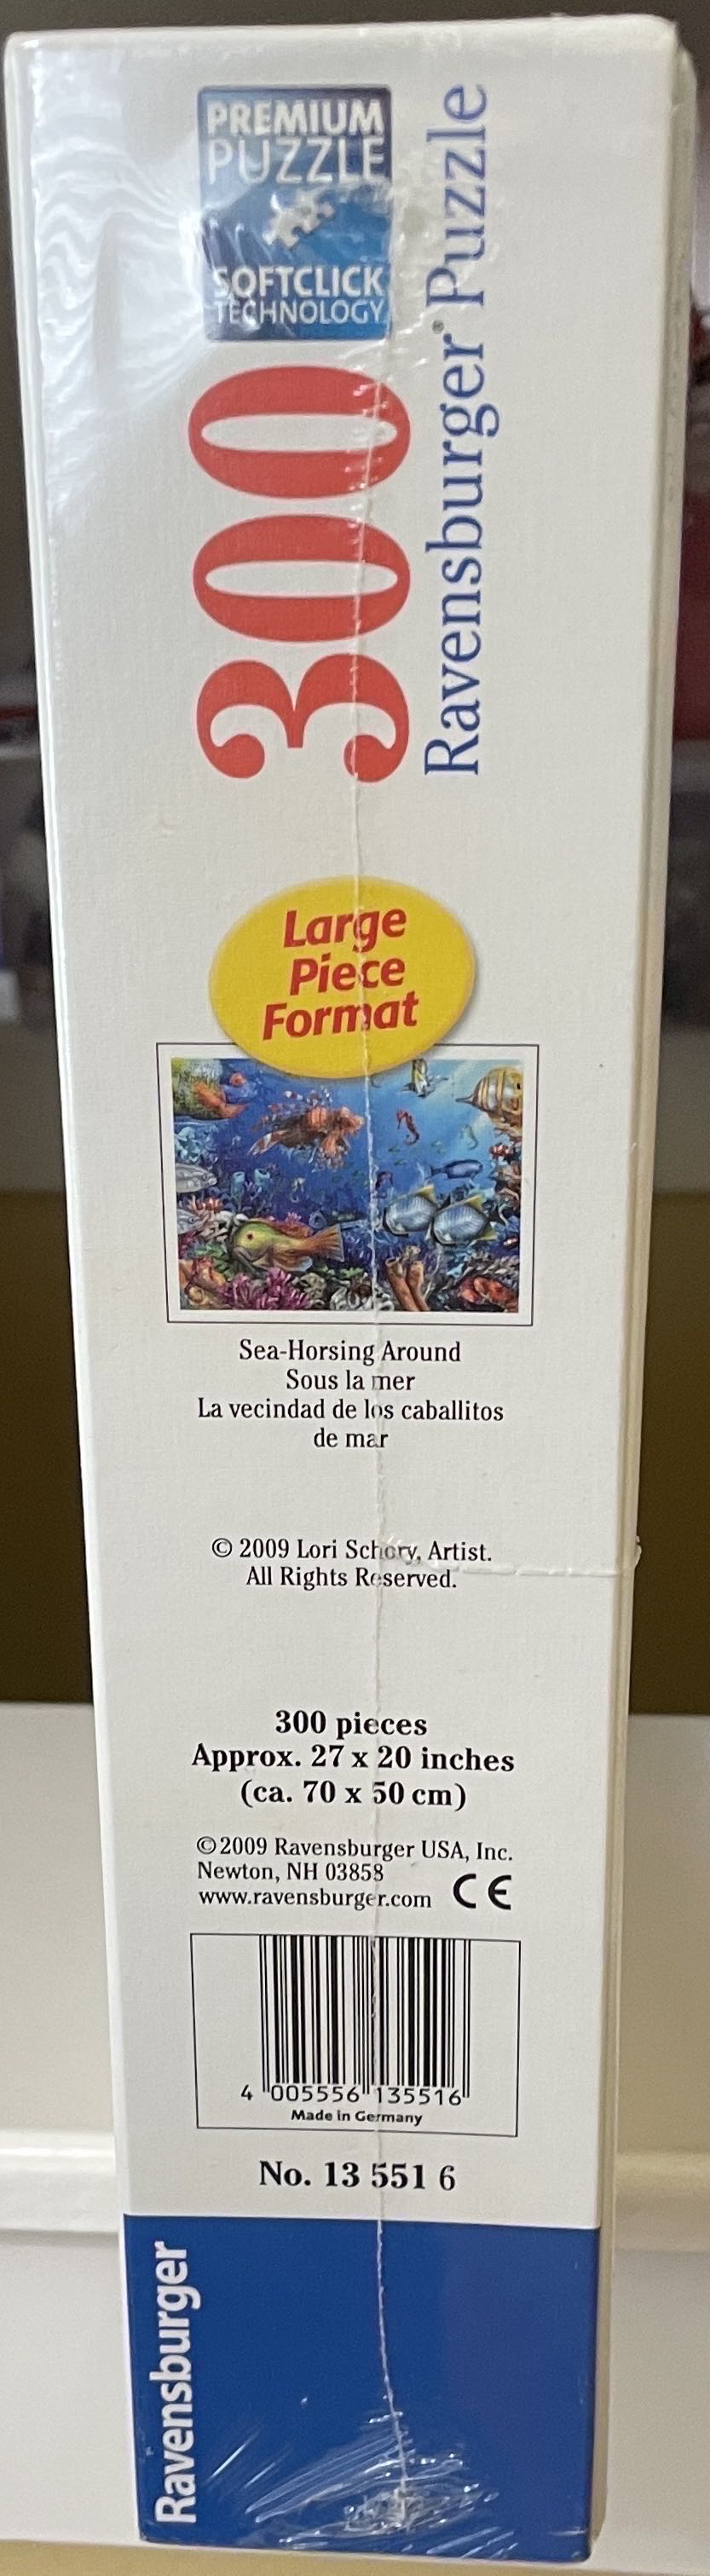 PREMIUM
PUZZLE
SOFTCLICK
TECHNOLOGY
300
Ravensburger® Puzzle
Large
Piece
Format
Sea-Horsing Around
Sous la mer
La vecindad de los caballitos
de mar
© 2009 Lori Schory, Artist.
All Rights Reserved.
300 pieces
Approx. 27 x 20 inches
(ca. 70 x 50 cm)
©2009 Ravensburger USA, Inc.
Newton, NH 03858
www.ravensburger.com CE
4 005556 135516
Made in Germany
No. 13 551 6
Ravensburger